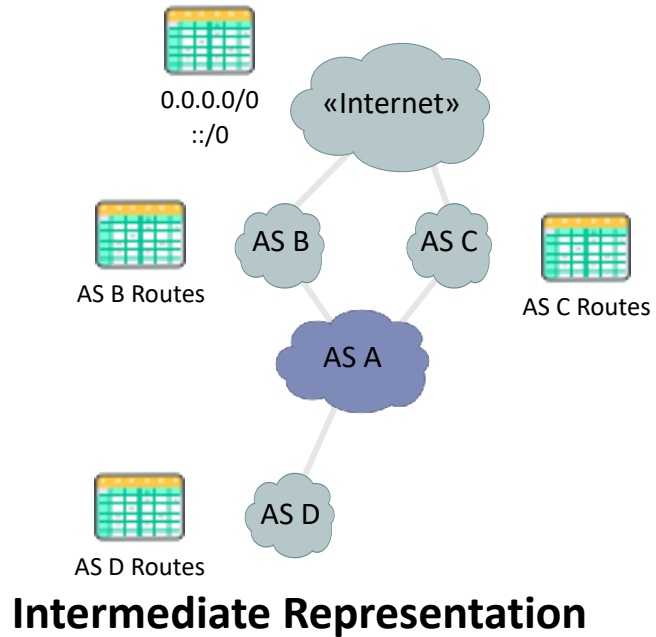 0.0.0.0/0
::/0
«Internet»
AS B
AS C
AS B Routes
AS C Routes
AS A
AS D
AS D Routes
Intermediate Representation